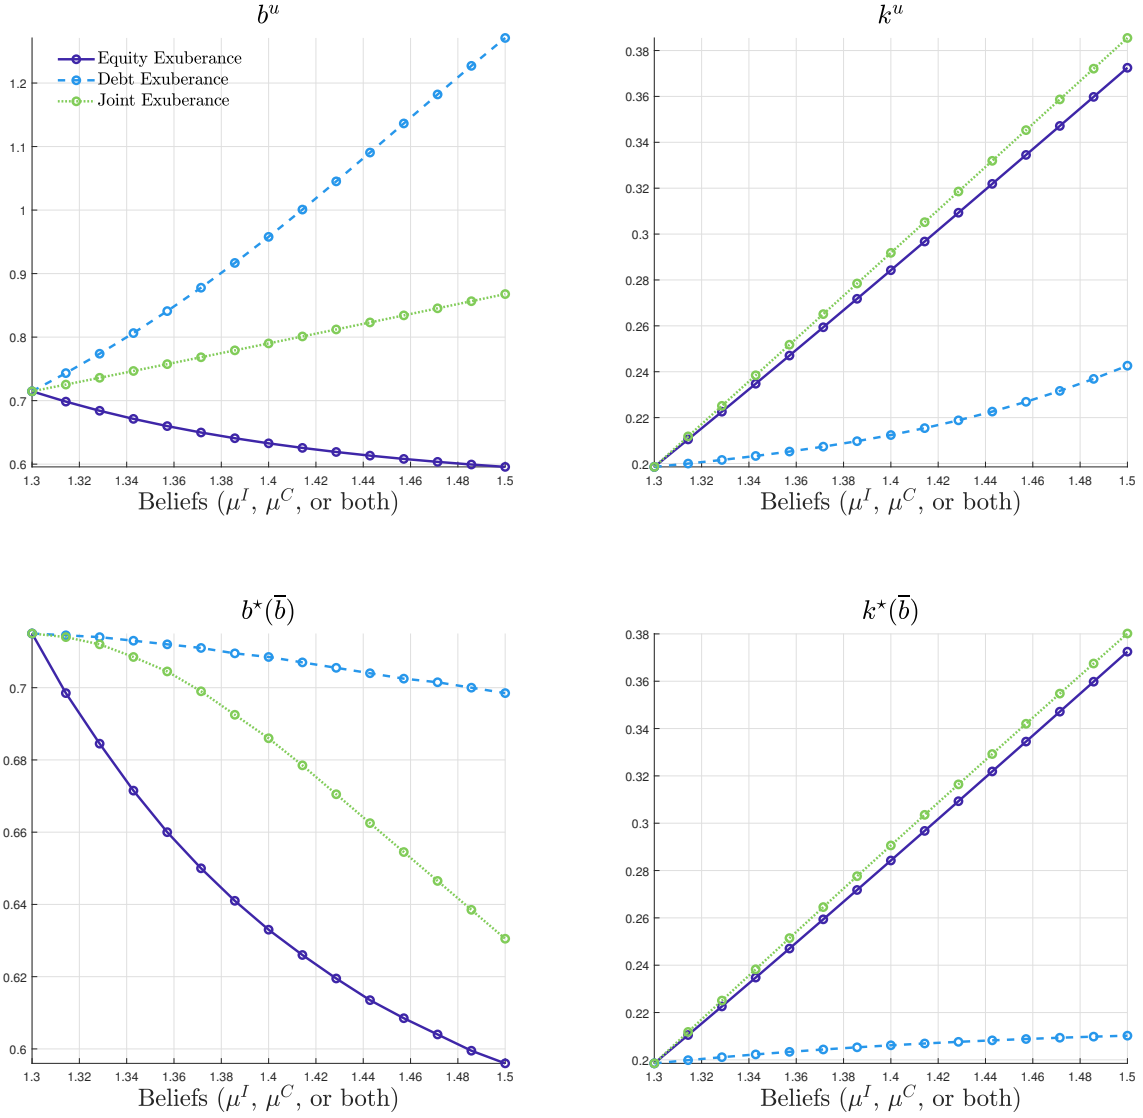 b^u
1.2
1.1
1
0.9
0.8
0.7
0.6
Equity Exuberance
Debt Exuberance
Joint Exuberance
1.3 1.32 1.34 1.36 1.38 1.4 1.42 1.44 1.46 1.48 1.5
Beliefs (μ^I, μ^C, or both)
k^u
0.38
0.36
0.34
0.32
0.3
0.28
0.26
0.24
0.22
0.2
1.3 1.32 1.34 1.36 1.38 1.4 1.42 1.44 1.46 1.48 1.5
Beliefs (μ^I, μ^C, or both)
b^⋆(b̅)
0.7
0.68
0.66
0.64
0.62
0.6
1.3 1.32 1.34 1.36 1.38 1.4 1.42 1.44 1.46 1.48 1.5
Beliefs (μ^I, μ^C, or both)
k^⋆(b̅)
0.38
0.36
0.34
0.32
0.3
0.28
0.26
0.24
0.22
0.2
1.3 1.32 1.34 1.36 1.38 1.4 1.42 1.44 1.46 1.48 1.5
Beliefs (μ^I, μ^C, or both)